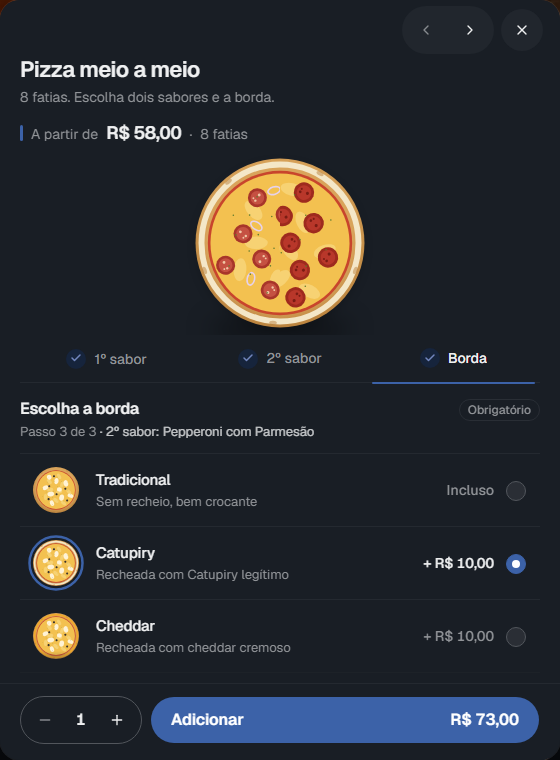 Pizza meio a meio
8 fatias. Escolha dois sabores e a borda.
A partir de R$ 58,00 · 8 fatias
1º sabor
2º sabor
Borda
Escolha a borda
Obrigatório
Passo 3 de 3 · 2º sabor: Pepperoni com Parmesão
Tradicional
Sem recheio, bem crocante
Incluso
Catupiry
Recheada com Catupiry legítimo
+ R$ 10,00
Cheddar
Recheada com cheddar cremoso
+ R$ 10,00
− 1 +
Adicionar R$ 73,00